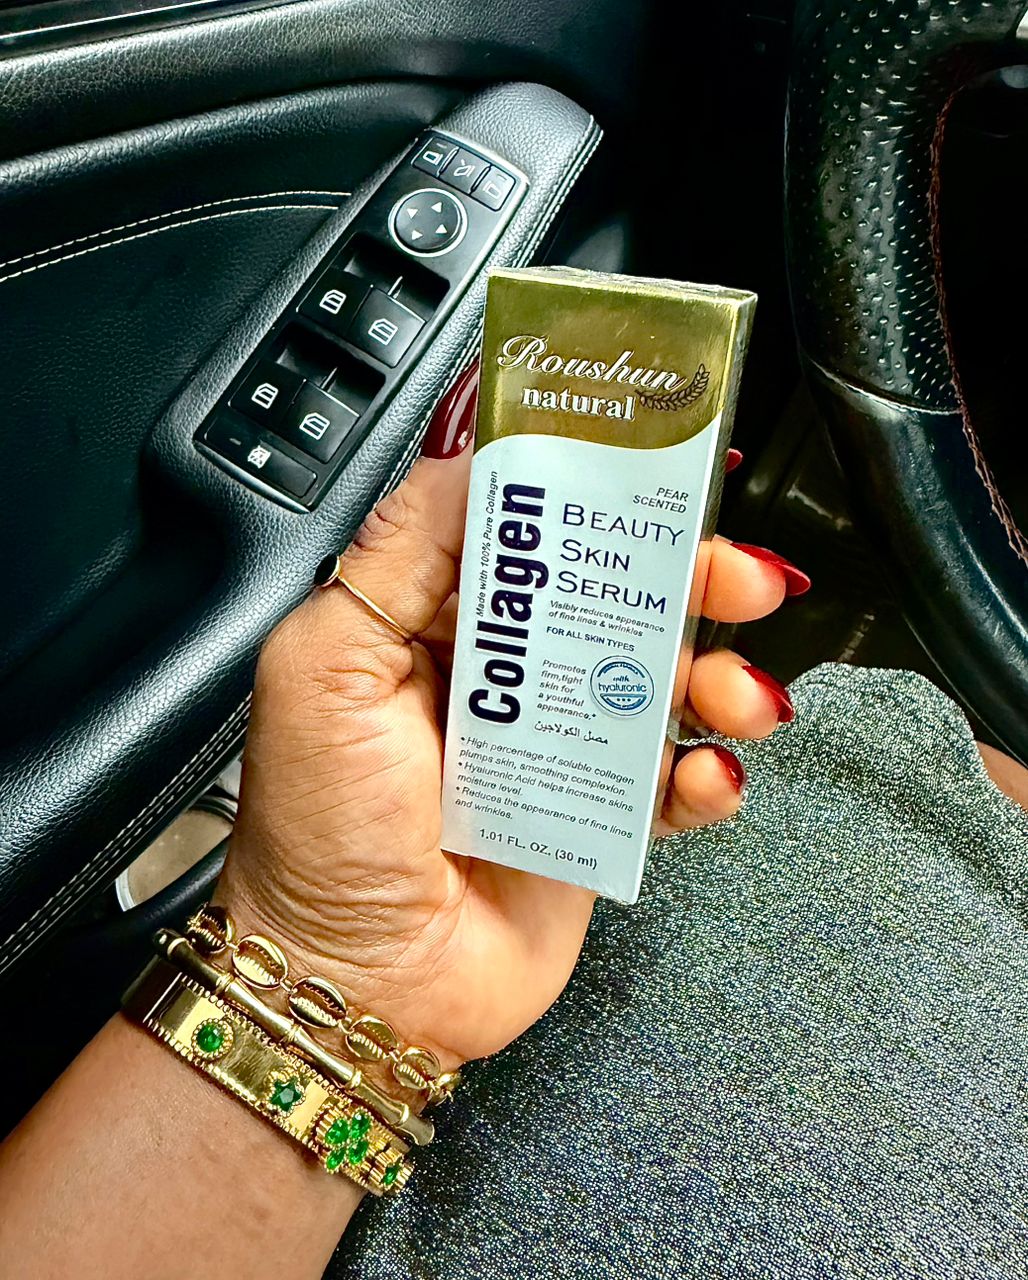 Roushun
natural
PEAR
SCENTED
Made with 100% Pure Collagen
Collagen
BEAUTY
SKIN
SERUM
Visibly reduces appearance
of fine lines & wrinkles
FOR ALL SKIN TYPES
Promotes
firm,tight
skin for
a youthful
appearance.*
with
hyaluronic
مصل الكولاجين
• High percentage of soluble collagen
plumps skin, smoothing complexion.
• Hyaluronic Acid helps increase skins
moisture level.
• Reduces the appearance of fine lines
and wrinkles.
1.01 FL. OZ. (30 ml)